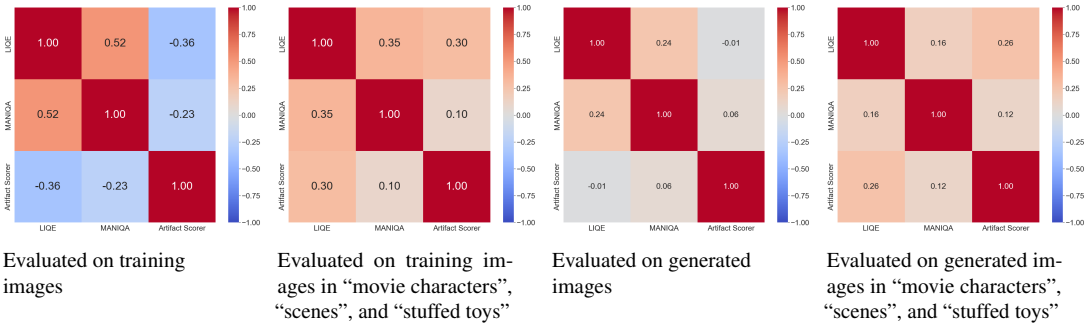 LIQE
MANIQA
Artifact Scorer
1.00 0.52 -0.36
0.52 1.00 -0.23
-0.36 -0.23 1.00
LIQE MANIQA Artifact Scorer
1.00
0.75
0.50
0.25
0.00
−0.25
−0.50
−0.75
−1.00
Evaluated on training
images
LIQE
MANIQA
Artifact Scorer
1.00 0.35 0.30
0.35 1.00 0.10
0.30 0.10 1.00
LIQE MANIQA Artifact Scorer
1.00
0.75
0.50
0.25
0.00
−0.25
−0.50
−0.75
−1.00
Evaluated on training im-
ages in “movie characters”,
“scenes”, and “stuffed toys”
LIQE
MANIQA
Artifact Scorer
1.00 0.24 -0.01
0.24 1.00 0.06
-0.01 0.06 1.00
LIQE MANIQA Artifact Scorer
1.00
0.75
0.50
0.25
0.00
−0.25
−0.50
−0.75
−1.00
Evaluated on generated
images
LIQE
MANIQA
Artifact Scorer
1.00 0.16 0.26
0.16 1.00 0.12
0.26 0.12 1.00
LIQE MANIQA Artifact Scorer
1.00
0.75
0.50
0.25
0.00
−0.25
−0.50
−0.75
−1.00
Evaluated on generated im-
ages in “movie characters”,
“scenes”, and “stuffed toys”